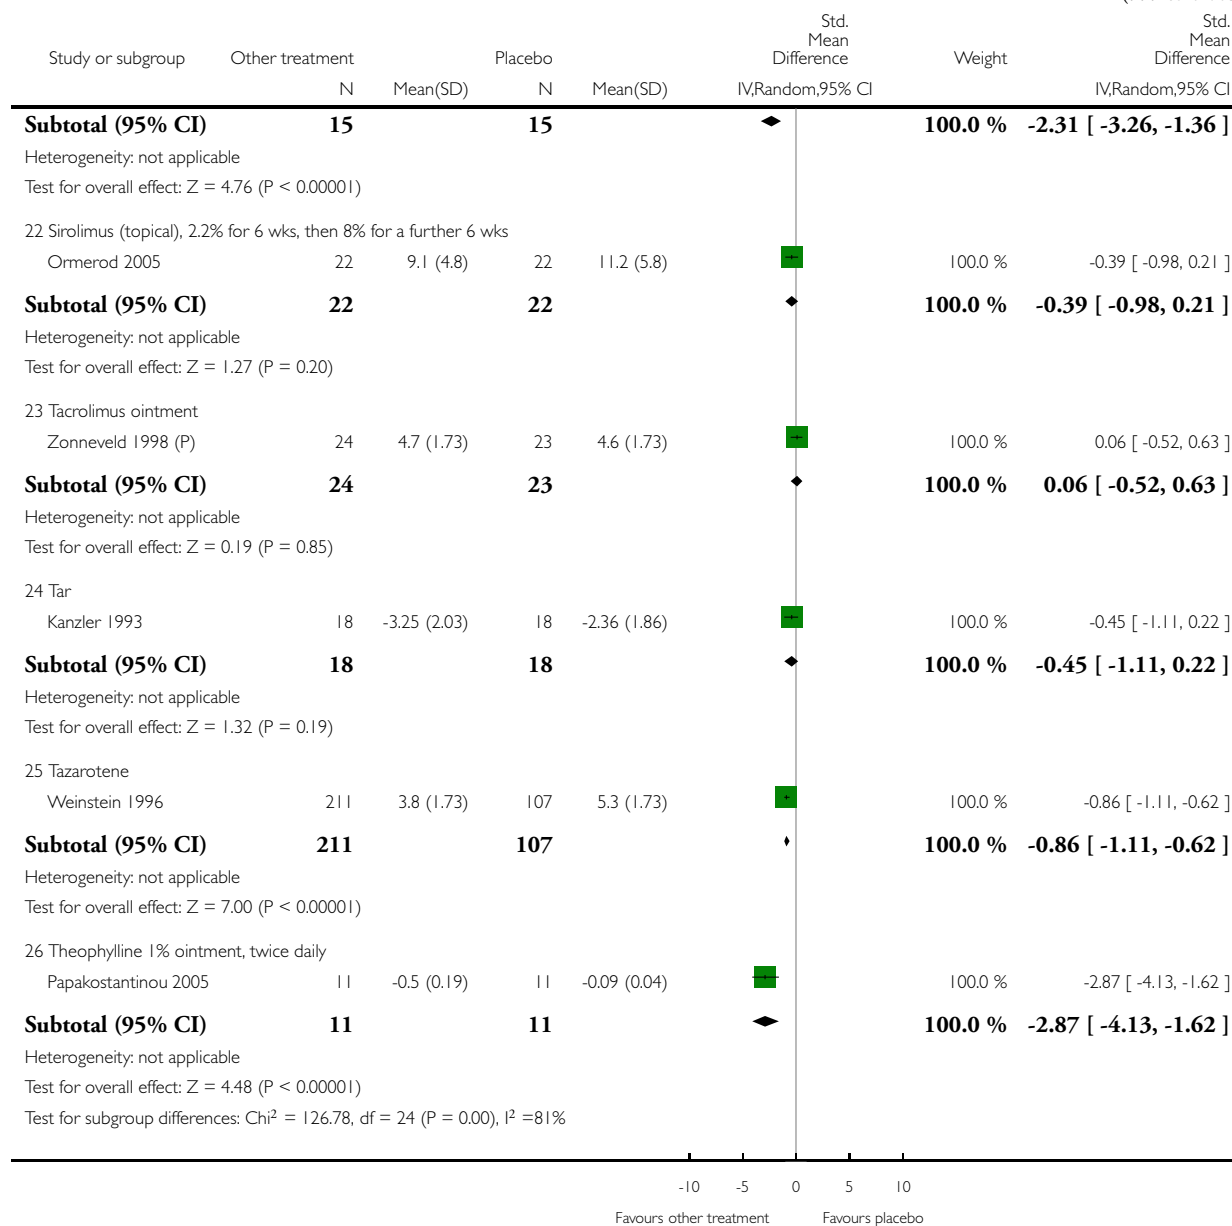 Std. Mean Difference Std. Mean Difference
Study or subgroup Other treatment Placebo Weight
N Mean(SD) N Mean(SD) IV,Random,95% CI IV,Random,95% CI
Subtotal (95% CI) 15 15 100.0 % -2.31 [ -3.26, -1.36 ]
Heterogeneity: not applicable
Test for overall effect: Z = 4.76 (P < 0.00001)
22 Sirolimus (topical), 2.2% for 6 wks, then 8% for a further 6 wks
Ormerod 2005 22 9.1 (4.8) 22 11.2 (5.8) 100.0 % -0.39 [ -0.98, 0.21 ]
Subtotal (95% CI) 22 22 100.0 % -0.39 [ -0.98, 0.21 ]
Heterogeneity: not applicable
Test for overall effect: Z = 1.27 (P = 0.20)
23 Tacrolimus ointment
Zonneveld 1998 (P) 24 4.7 (1.73) 23 4.6 (1.73) 100.0 % 0.06 [ -0.52, 0.63 ]
Subtotal (95% CI) 24 23 100.0 % 0.06 [ -0.52, 0.63 ]
Heterogeneity: not applicable
Test for overall effect: Z = 0.19 (P = 0.85)
24 Tar
Kanzler 1993 18 -3.25 (2.03) 18 -2.36 (1.86) 100.0 % -0.45 [ -1.11, 0.22 ]
Subtotal (95% CI) 18 18 100.0 % -0.45 [ -1.11, 0.22 ]
Heterogeneity: not applicable
Test for overall effect: Z = 1.32 (P = 0.19)
25 Tazarotene
Weinstein 1996 211 3.8 (1.73) 107 5.3 (1.73) 100.0 % -0.86 [ -1.11, -0.62 ]
Subtotal (95% CI) 211 107 100.0 % -0.86 [ -1.11, -0.62 ]
Heterogeneity: not applicable
Test for overall effect: Z = 7.00 (P < 0.00001)
26 Theophylline 1% ointment, twice daily
Papakostantinou 2005 11 -0.5 (0.19) 11 -0.09 (0.04) 100.0 % -2.87 [ -4.13, -1.62 ]
Subtotal (95% CI) 11 11 100.0 % -2.87 [ -4.13, -1.62 ]
Heterogeneity: not applicable
Test for overall effect: Z = 4.48 (P < 0.00001)
Test for subgroup differences: Chi² = 126.78, df = 24 (P = 0.00), I² =81%
-10 -5 0 5 10
Favours other treatment Favours placebo